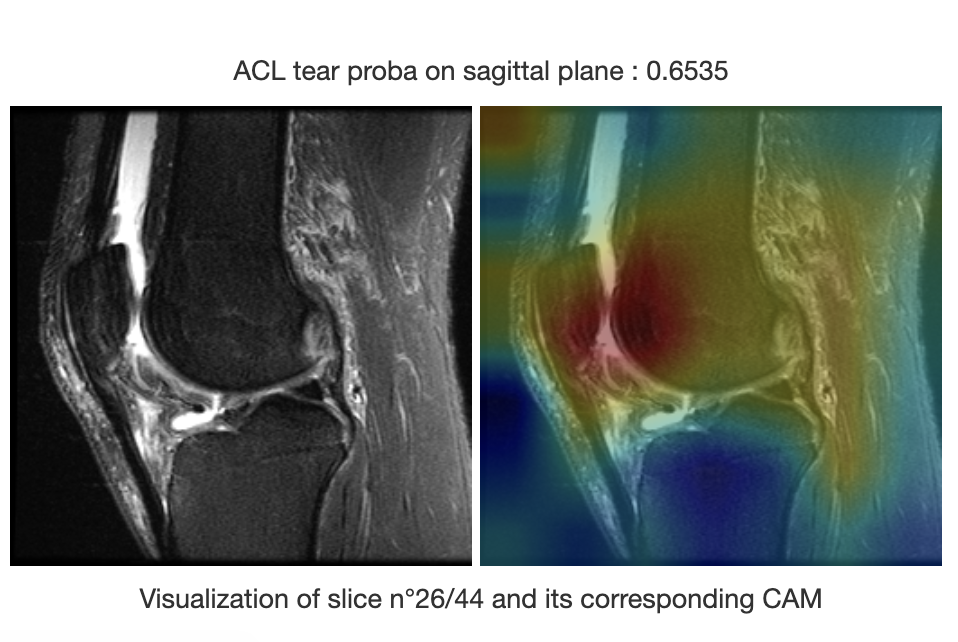 ACL tear proba on sagittal plane : 0.6535
Visualization of slice n°26/44 and its corresponding CAM